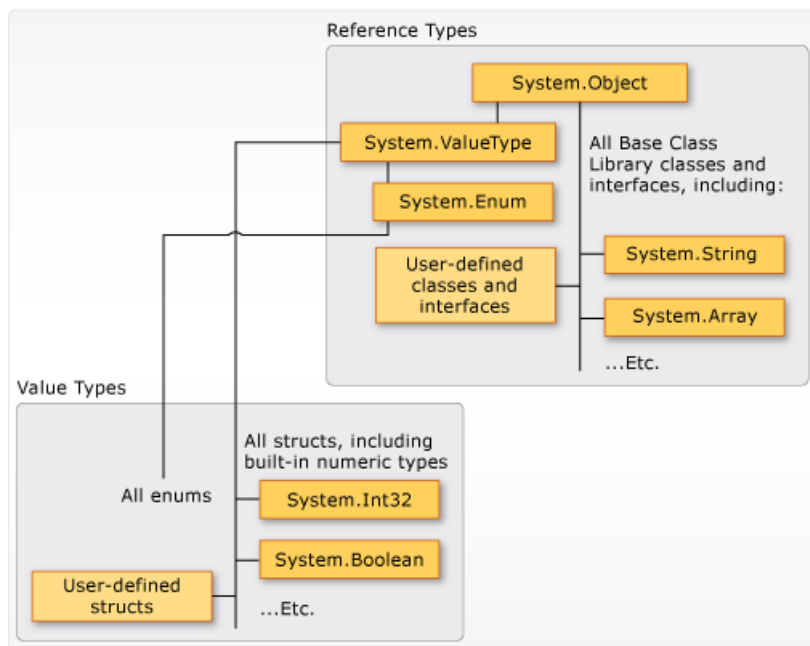 Reference Types
System.Object
System.ValueType
All Base Class
Library classes and
interfaces, including:
System.Enum
System.String
User-defined
classes and
interfaces
System.Array
...Etc.
Value Types
All structs, including
built-in numeric types
All enums
System.Int32
System.Boolean
User-defined
structs
...Etc.